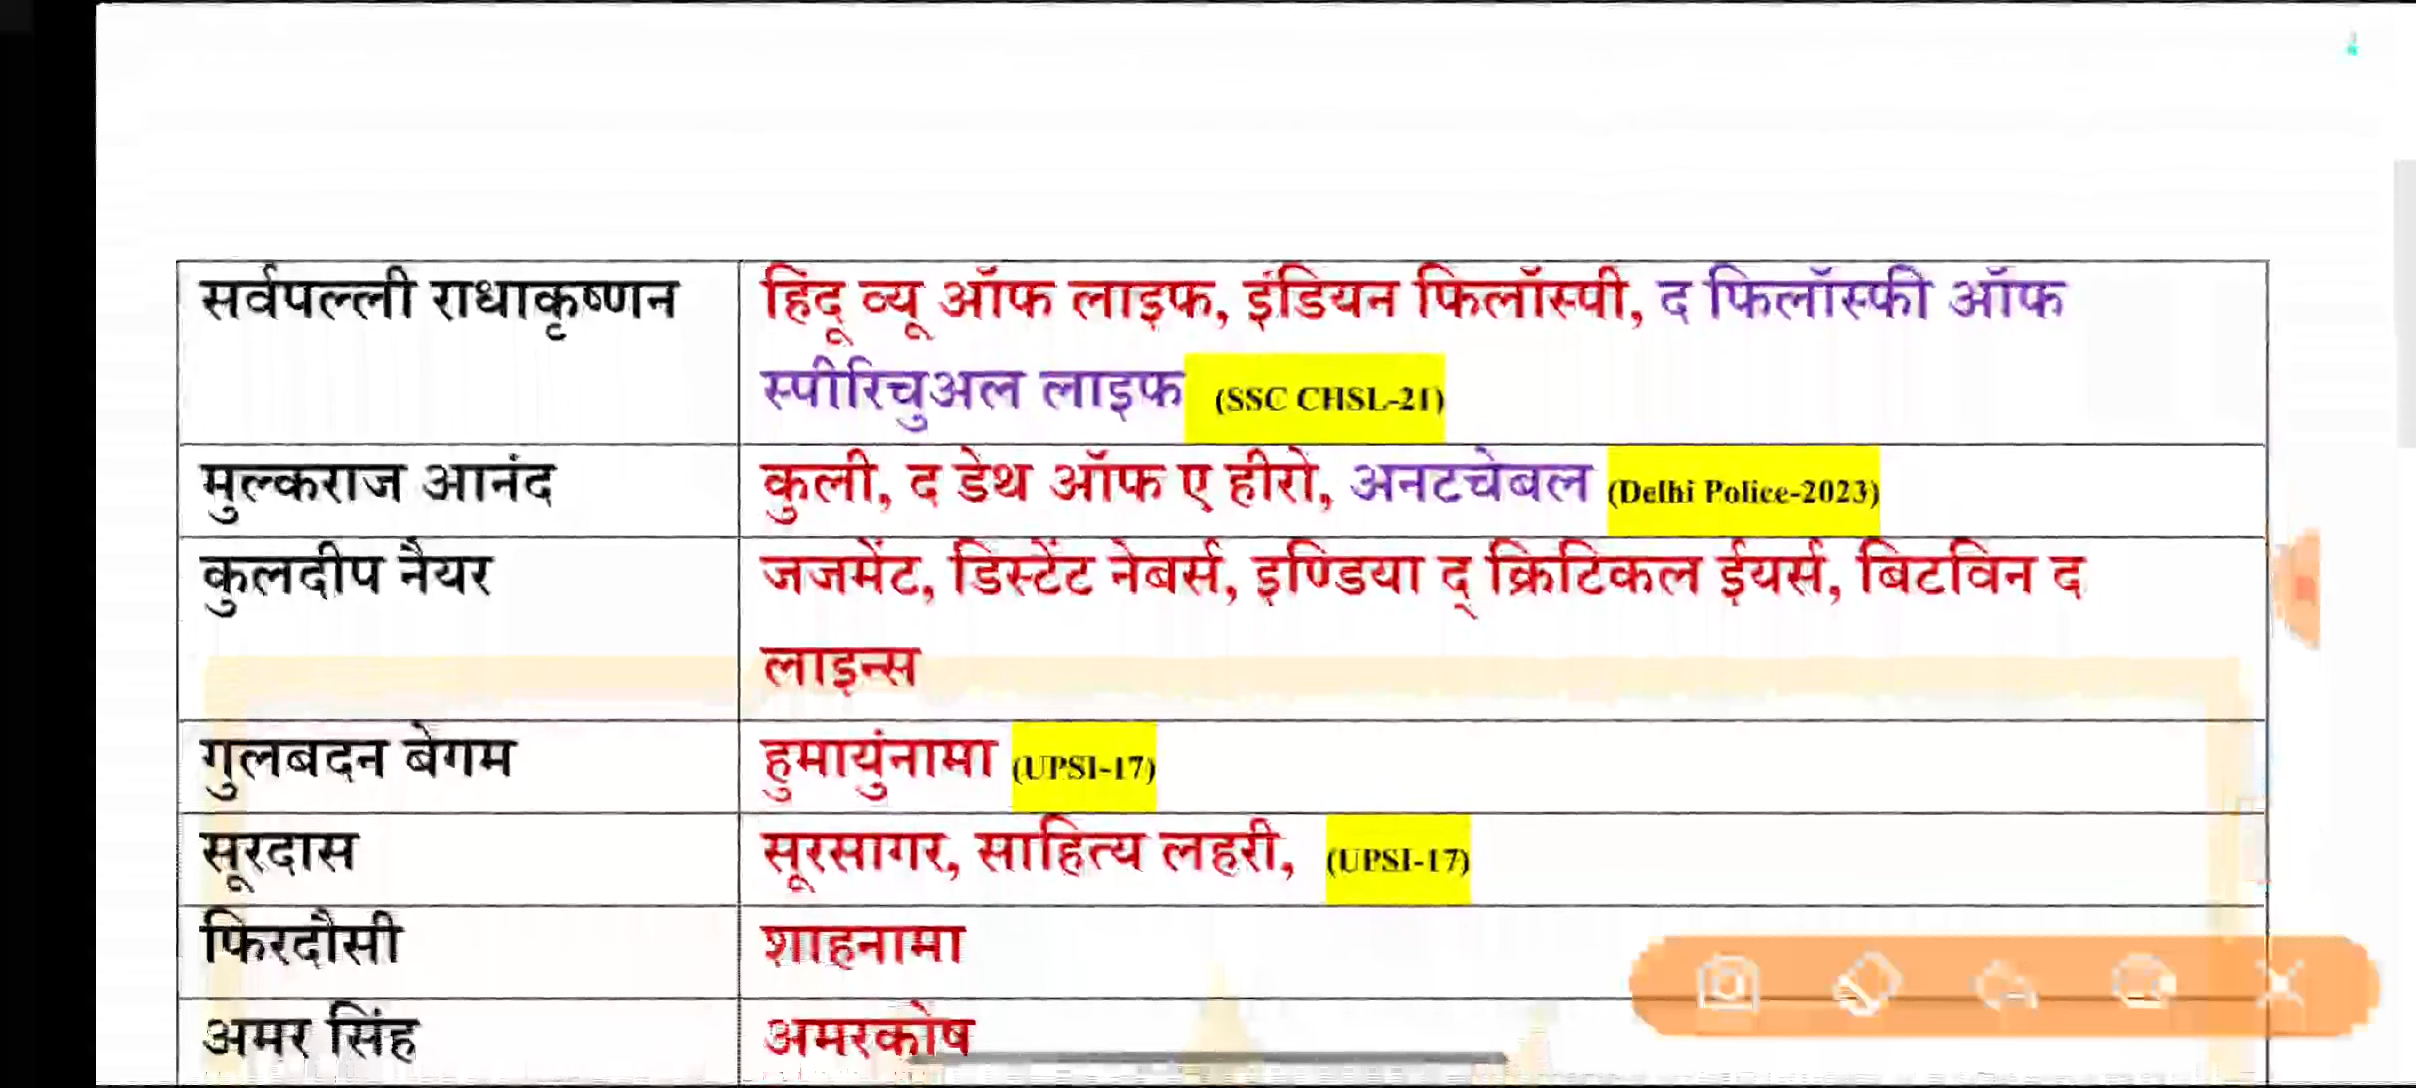 सर्वपल्ली राधाकृष्णन हिंदू व्यू ऑफ लाइफ, इंडियन फिलॉस्पी, द फिलॉस्फी ऑफ
स्पीरिचुअल लाइफ (SSC CHSL-21)
मुल्कराज आनंद कुली, द डेथ ऑफ ए हीरो, अनटचेबल (Delhi Police-2023)
कुलदीप नैयर जजमेंट, डिस्टेंट नेबर्स, इण्डिया द् क्रिटिकल ईयर्स, बिटविन द
लाइन्स
गुलबदन बेगम हुमायुंनामा (UPSI-17)
सूरदास सूरसागर, साहित्य लहरी, (UPSI-17)
फिरदौसी शाहनामा
अमर सिंह अमरकोष